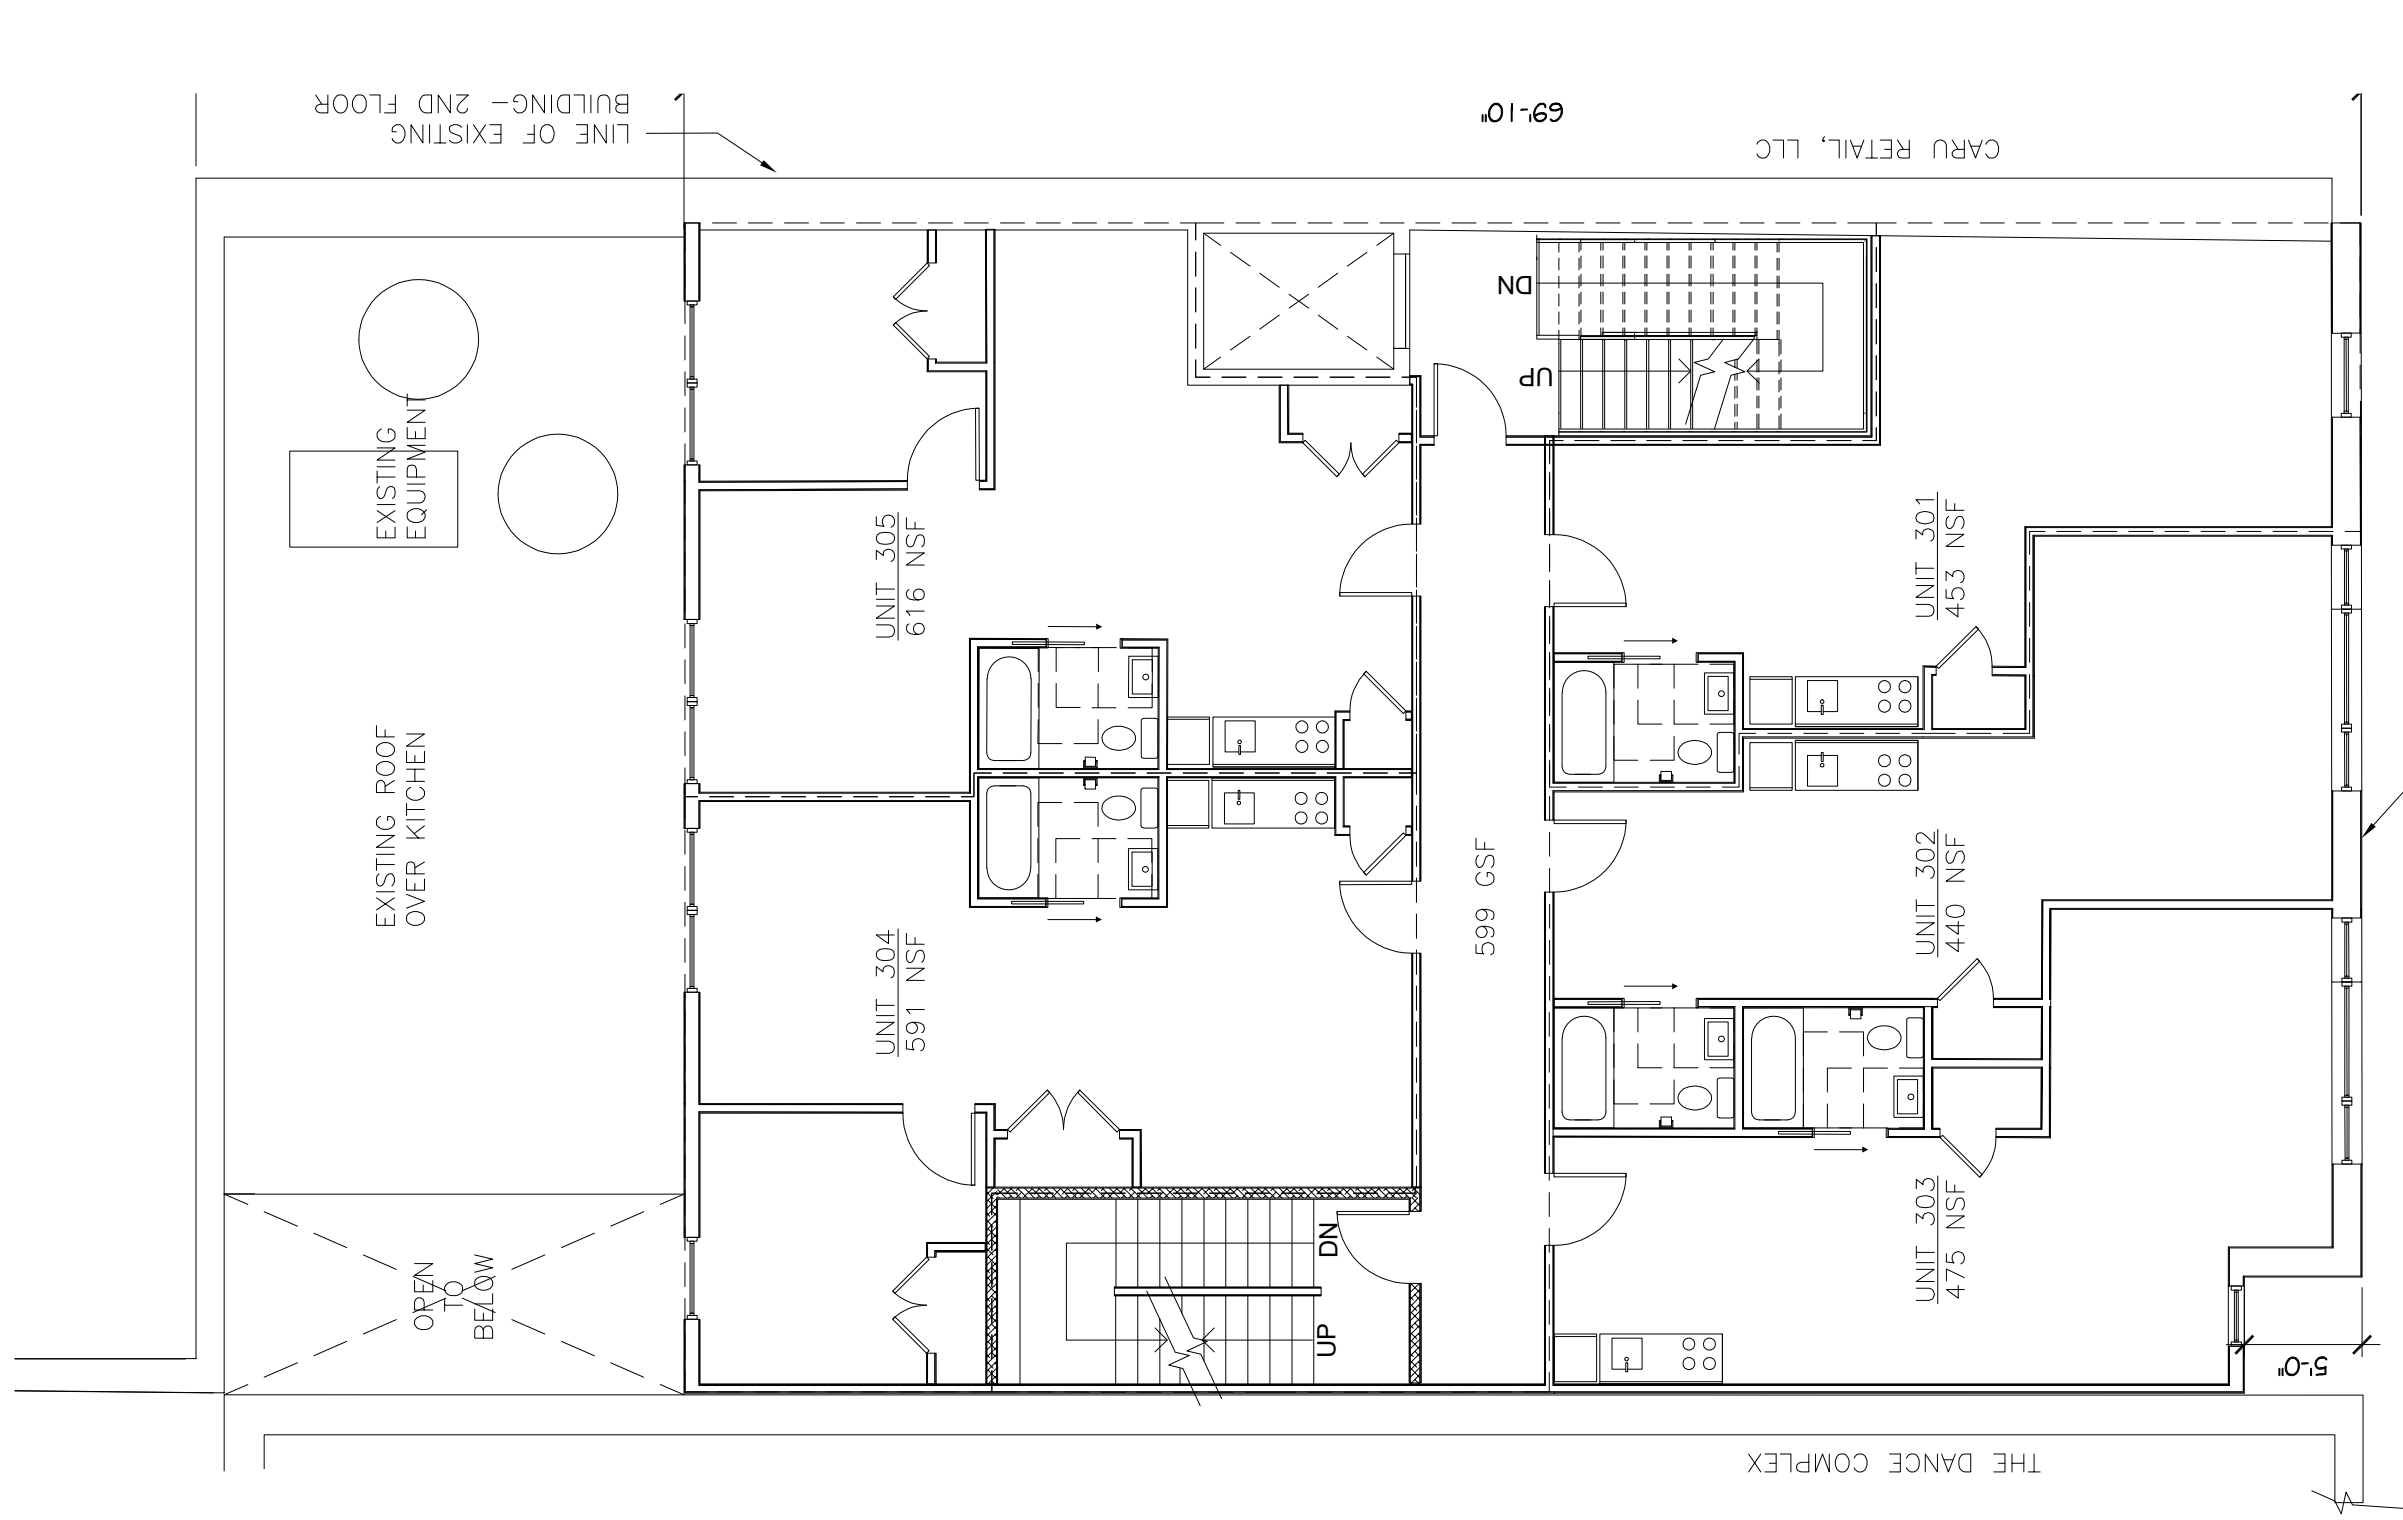 LINE OF EXISTING
BUILDING- 2ND FLOOR
69'-10"
CARU RETAIL, LLC
DN
UP
EXISTING
EQUIPMENT
UNIT 305
616 NSF
UNIT 301
453 NSF
EXISTING ROOF
OVER KITCHEN
599 GSF
UNIT 302
440 NSF
UNIT 304
591 NSF
UNIT 303
475 NSF
OPEN
TO
BELOW
DN
UP
5'-0"
THE DANCE COMPLEX